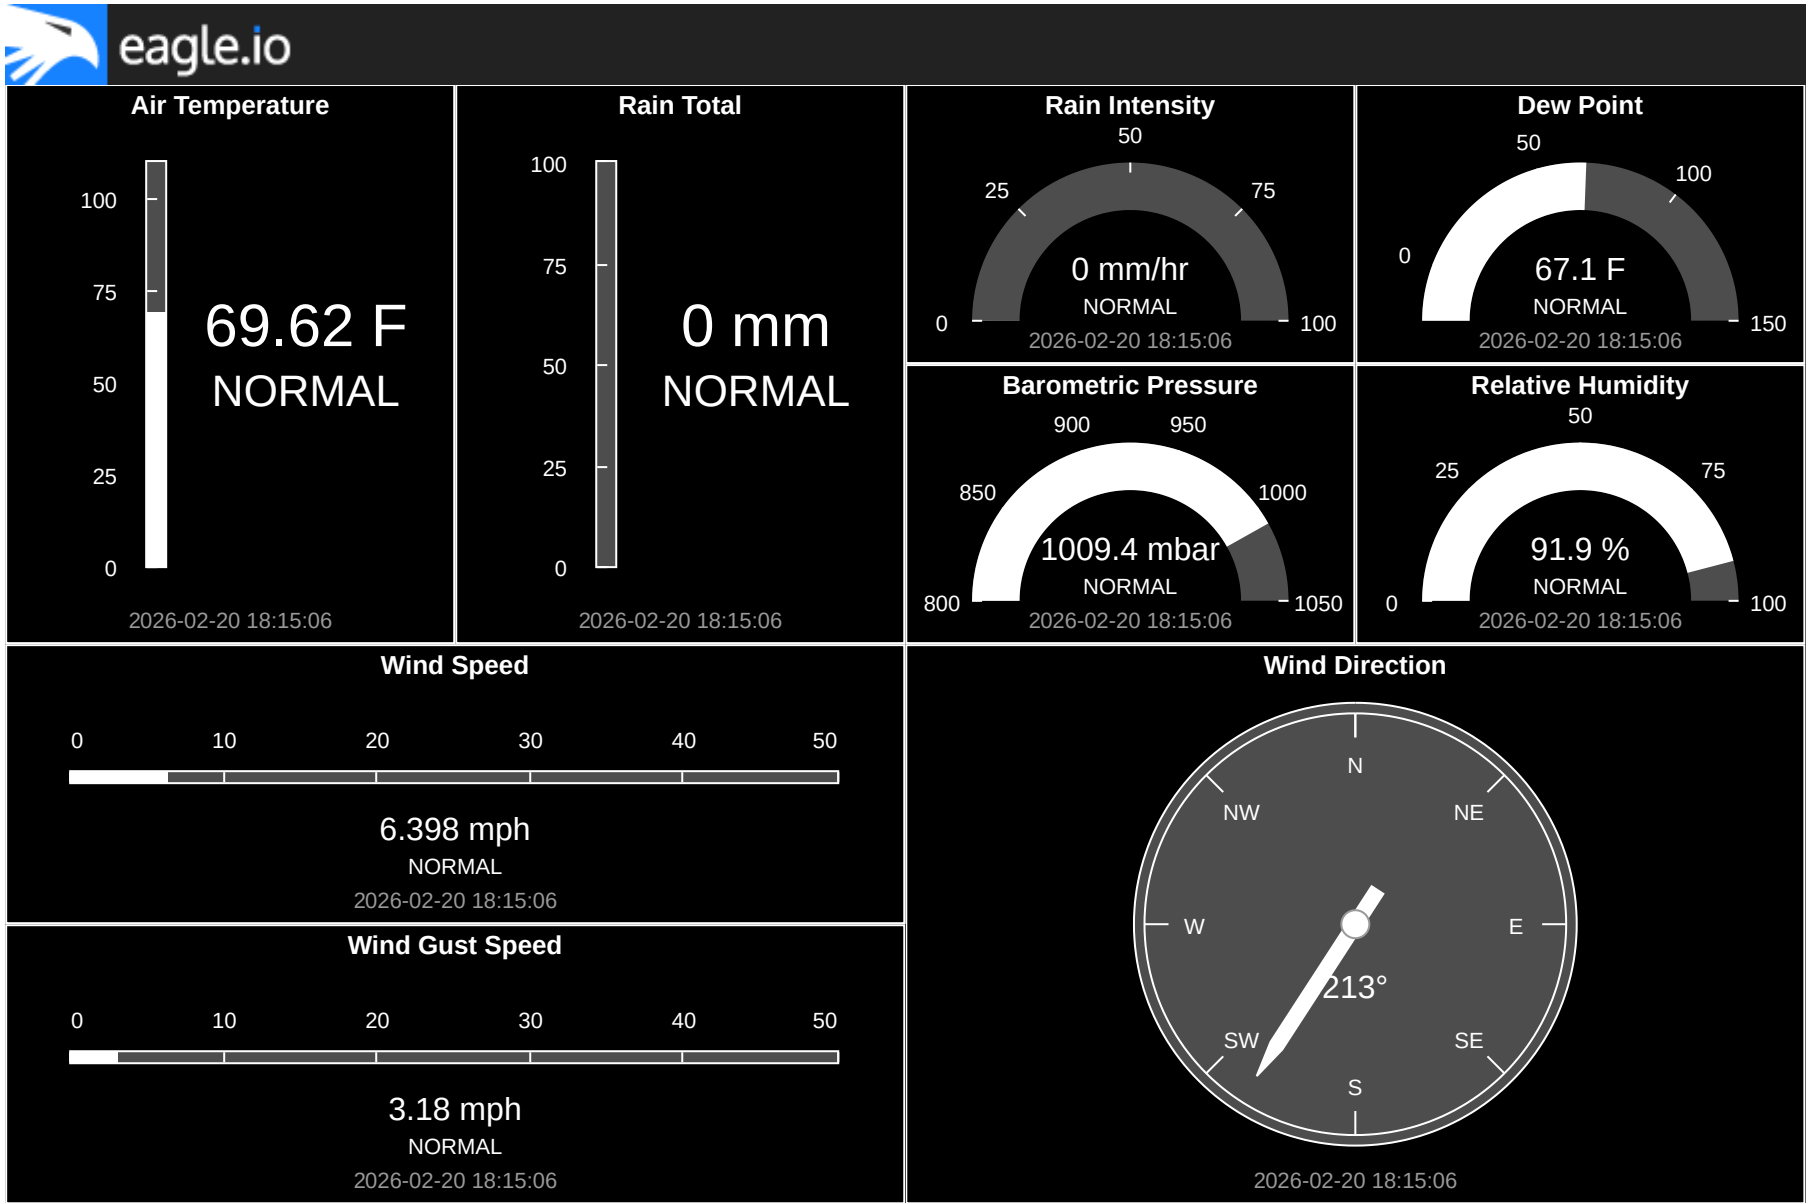 eagle.io
Air Temperature
100
75
50
25
0
69.62 F
NORMAL
2026-02-20 18:15:06
Rain Total
100
75
50
25
0
0 mm
NORMAL
2026-02-20 18:15:06
Rain Intensity
50
25
75
0
100
0 mm/hr
NORMAL
2026-02-20 18:15:06
Dew Point
50
100
0
150
67.1 F
NORMAL
2026-02-20 18:15:06
Barometric Pressure
900
950
850
1000
800
1050
1009.4 mbar
NORMAL
2026-02-20 18:15:06
Relative Humidity
50
25
75
0
100
91.9 %
NORMAL
2026-02-20 18:15:06
Wind Speed
0 10 20 30 40 50
6.398 mph
NORMAL
2026-02-20 18:15:06
Wind Gust Speed
0 10 20 30 40 50
3.18 mph
NORMAL
2026-02-20 18:15:06
Wind Direction
N
NW
NE
W
E
213°
SW
SE
S
2026-02-20 18:15:06